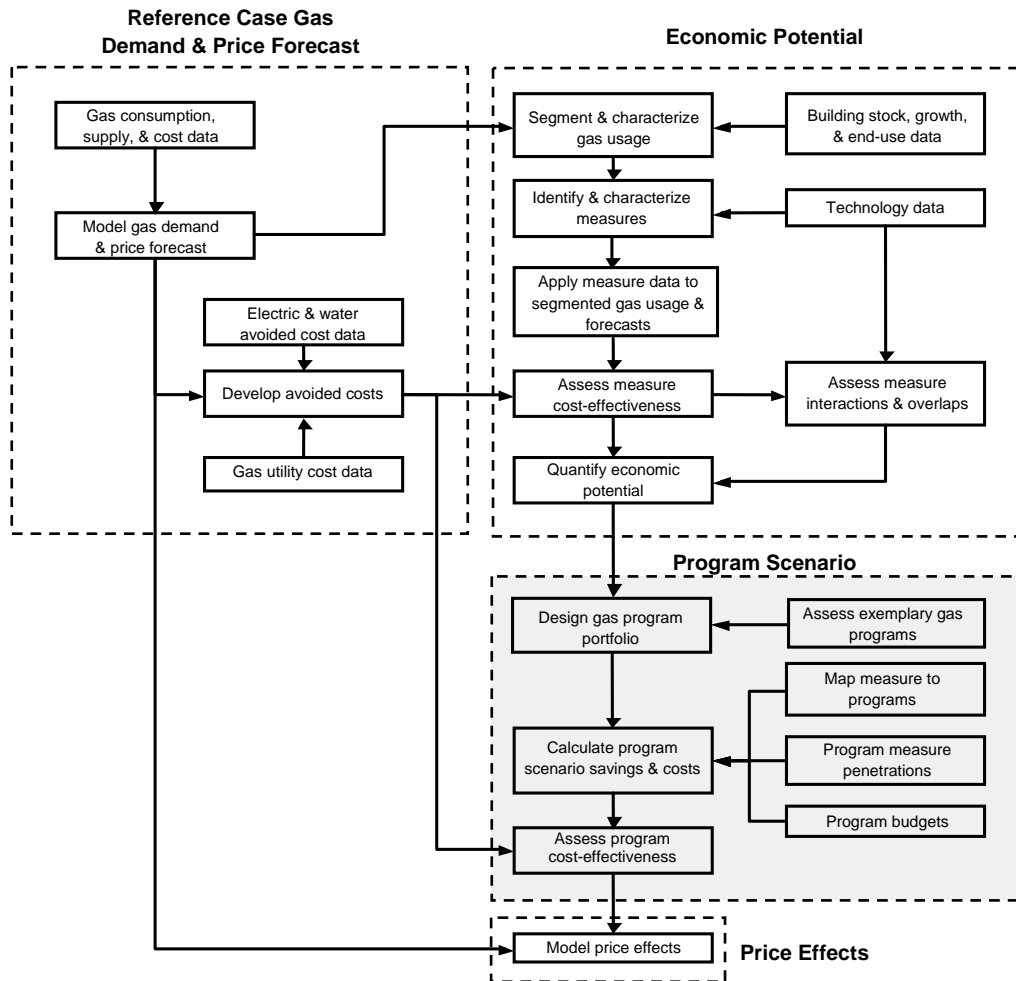 Reference Case Gas
Demand & Price Forecast
Gas consumption,
supply, & cost data
Model gas demand
& price forecast
Electric & water
avoided cost data
Develop avoided costs
Gas utility cost data
Economic Potential
Segment & characterize
gas usage
Building stock, growth,
& end-use data
Identify & characterize
measures
Technology data
Apply measure data to
segmented gas usage &
forecasts
Assess measure
cost-effectiveness
Assess measure
interactions & overlaps
Quantify economic
potential
Program Scenario
Design gas program
portfolio
Assess exemplary gas
programs
Map measure to
programs
Calculate program
scenario savings & costs
Program measure
penetrations
Program budgets
Assess program
cost-effectiveness
Model price effects
Price Effects